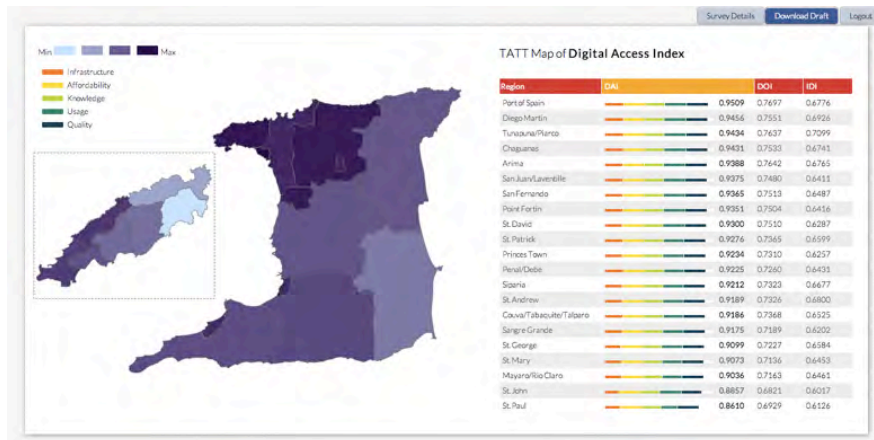 Survey Details Download Draft Logout
Min Max
Infrastructure
Affordability
Knowledge
Usage
Quality
TATT Map of Digital Access Index
Region DAI DOI IDI
Port of Spain 0.9509 0.7697 0.6776
Diego Martin 0.9456 0.7551 0.6926
Tunapuna/Piarco 0.9434 0.7637 0.7099
Chaguanas 0.9431 0.7533 0.6741
Arima 0.9388 0.7642 0.6765
San Juan/Laventille 0.9375 0.7480 0.6411
San Fernando 0.9365 0.7513 0.6487
Point Fortin 0.9351 0.7504 0.6416
St. David 0.9300 0.7510 0.6287
St. Patrick 0.9276 0.7365 0.6599
Princes Town 0.9234 0.7310 0.6257
Penal/Debe 0.9225 0.7260 0.6431
Siparia 0.9212 0.7323 0.6677
St. Andrew 0.9189 0.7326 0.6800
Couva/Tabaquite/Talparo 0.9186 0.7368 0.6525
Sangre Grande 0.9175 0.7189 0.6202
St. George 0.9099 0.7227 0.6584
St. Mary 0.9073 0.7136 0.6453
Mayaro/Rio Claro 0.9036 0.7163 0.6461
St. John 0.8857 0.6821 0.6017
St. Paul 0.8610 0.6929 0.6126